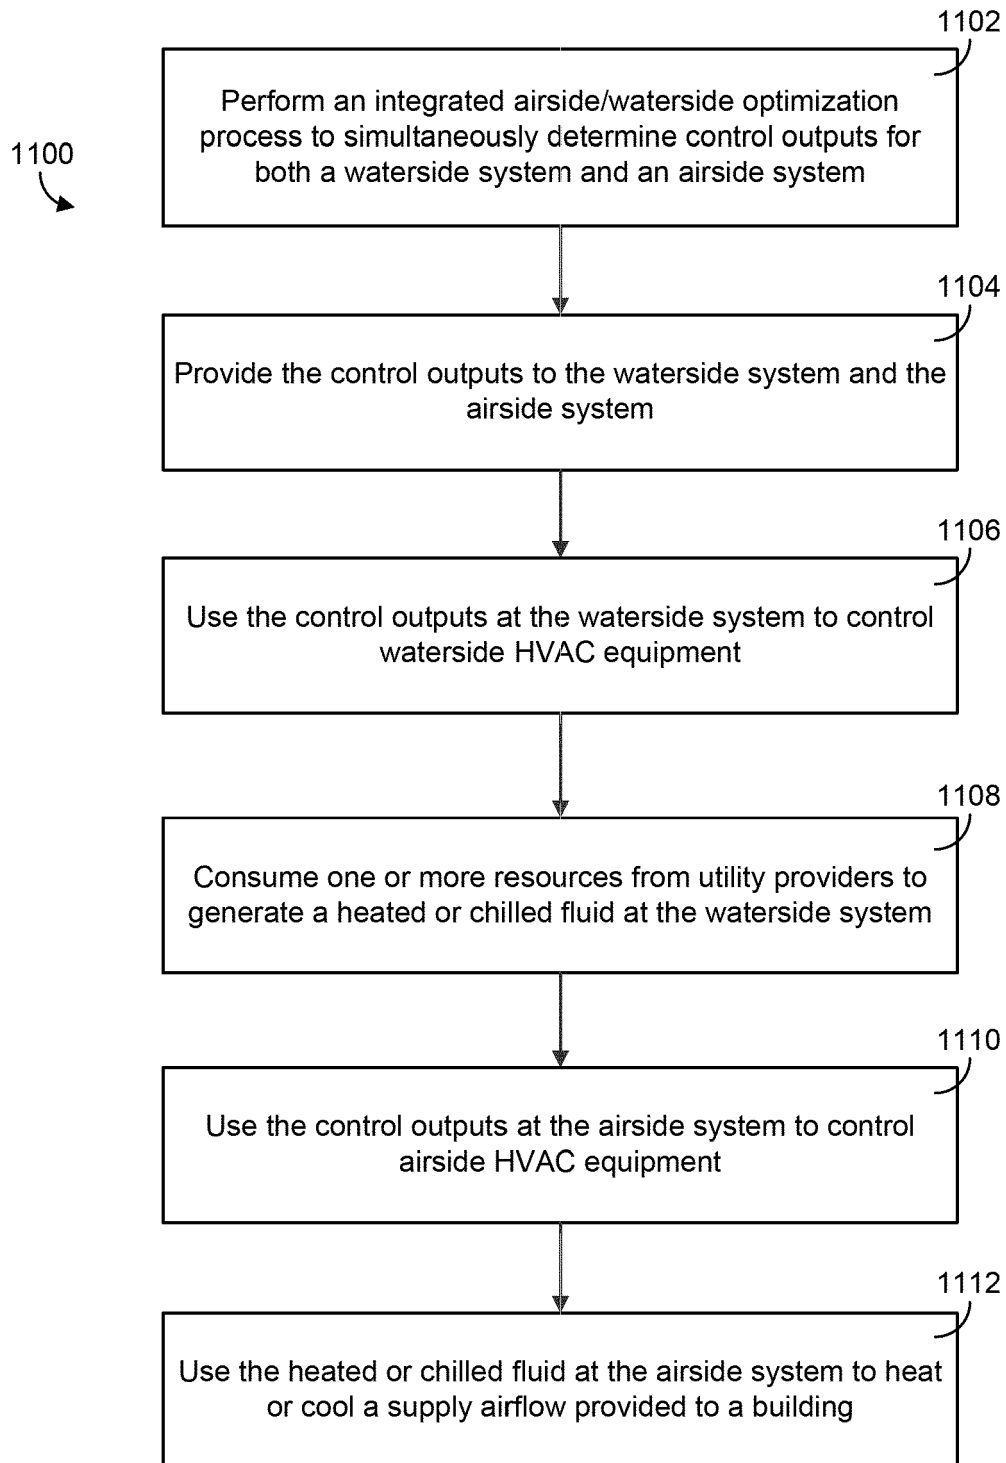 1102
Perform an integrated airside/waterside optimization
process to simultaneously determine control outputs for
both a waterside system and an airside system
1100
1104
Provide the control outputs to the waterside system and the
airside system
1106
Use the control outputs at the waterside system to control
waterside HVAC equipment
1108
Consume one or more resources from utility providers to
generate a heated or chilled fluid at the waterside system
1110
Use the control outputs at the airside system to control
airside HVAC equipment
1112
Use the heated or chilled fluid at the airside system to heat
or cool a supply airflow provided to a building